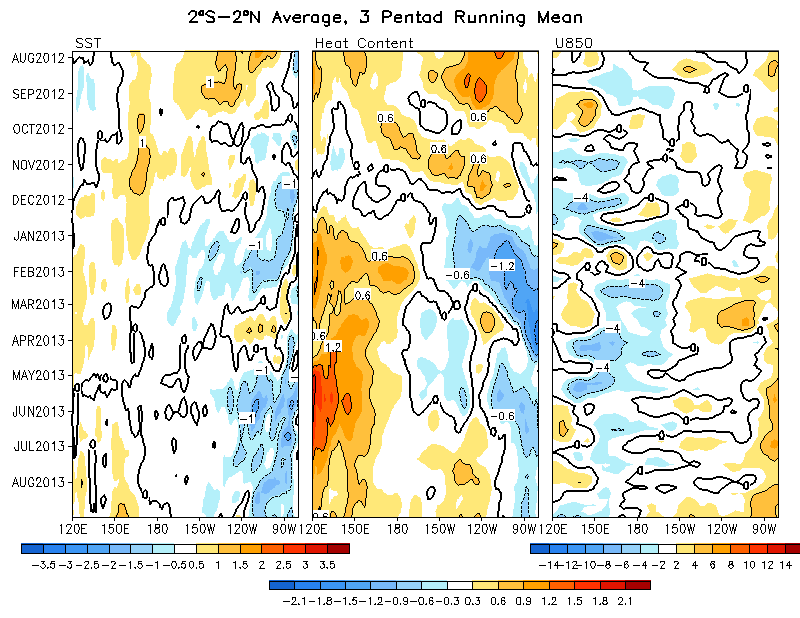 2°S-2°N Average, 3 Pentad Running Mean
SST
Heat Content
U850
AUG2012
SEP2012
OCT2012
NOV2012
DEC2012
JAN2013
FEB2013
MAR2013
APR2013
MAY2013
JUN2013
JUL2013
AUG2013
1
1
-1
-1
-1
-1
0.6
0.6
0.6
0.6
0.6
-0.6
-1.2
0.6
1.2
-0.6
-4
-4
-4
-4
120E 150E 180 150W 120W 90W
120E 150E 180 150W 120W 90W
120E 150E 180 150W 120W 90W
-3.5 -3 -2.5 -2 -1.5 -1 -0.5 0.5 1 1.5 2 2.5 3 3.5
-14 -12 -10 -8 -6 -4 -2 2 4 6 8 10 12 14
-2.1 -1.8 -1.5 -1.2 -0.9 -0.6 -0.3 0.3 0.6 0.9 1.2 1.5 1.8 2.1